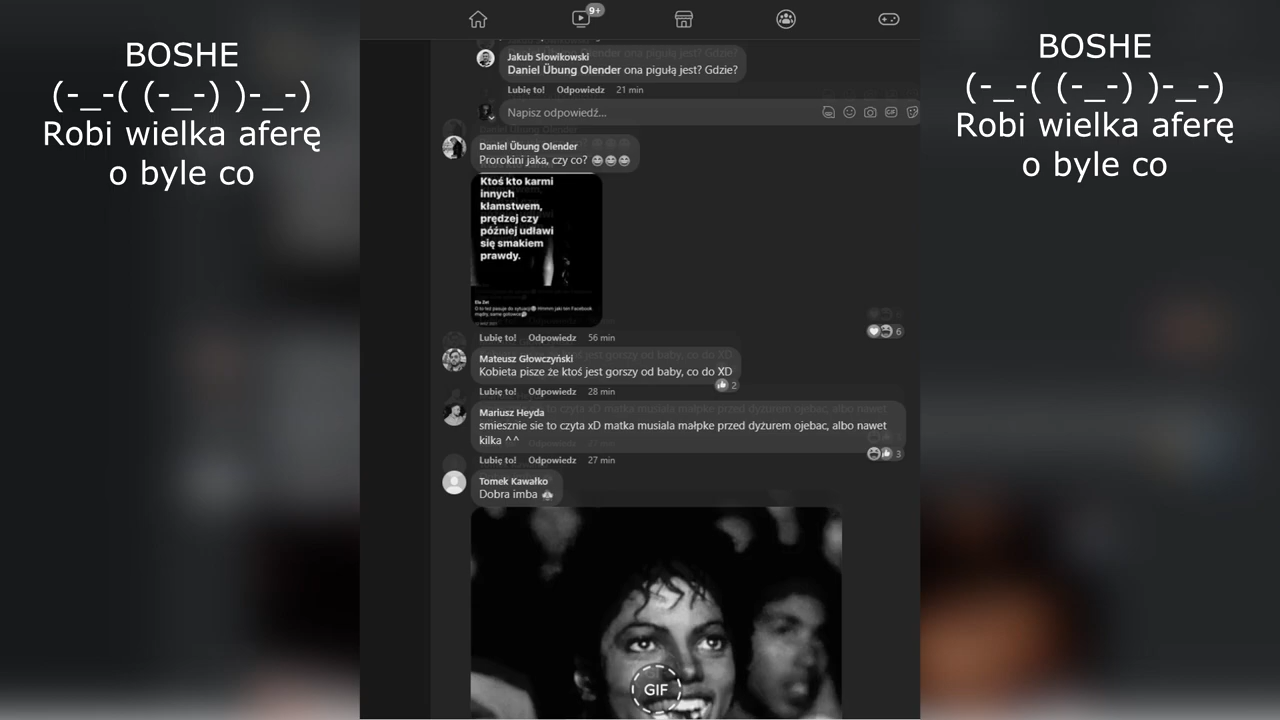 BOSHE
(-_-( (-_-) )-_-)
Robi wielka aferę
o byle co
9+
Jakub Słowikowski
Daniel Übung Olender ona pigułą jest? Gdzie?
Lubię to! Odpowiedz 21 min
Napisz odpowiedź...
GIF
Daniel Übung Olender
Prorokini jaka, czy co? 😂😂😂
Ktoś kto karmi
innych
kłamstwem,
prędzej czy
później udławi
się smakiem
prawdy.
Lubię to! Odpowiedz 56 min
6
Mateusz Głowczyński
Kobieta pisze że ktoś jest gorszy od baby, co do XD
2
Lubię to! Odpowiedz 28 min
Mariusz Heyda
smiesznie sie to czyta xD matka musiala małpke przed dyżurem ojebac, albo nawet
kilka ^^
3
Lubię to! Odpowiedz 27 min
Tomek Kawałko
Dobra imba
GIF
BOSHE
(-_-( (-_-) )-_-)
Robi wielka aferę
o byle co